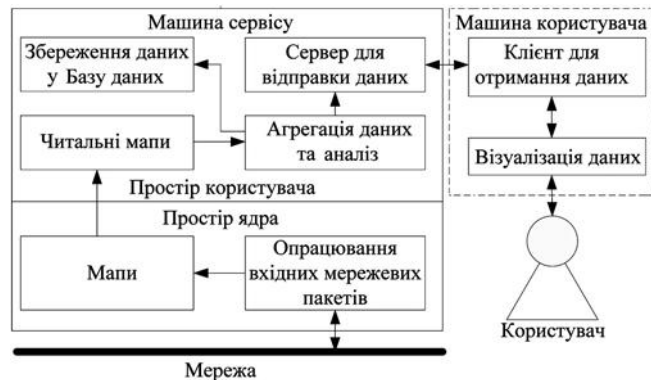 Машина сервісу
Збереження даних
у Базу даних
Сервер для
відправки даних
Читальні мапи
Агрегація даних
та аналіз
Простір користувача
Простір ядра
Мапи
Опрацювання
вхідних мережевих
пакетів
Мережа
Машина користувача
Клієнт для
отримання даних
Візуалізація даних
Користувач